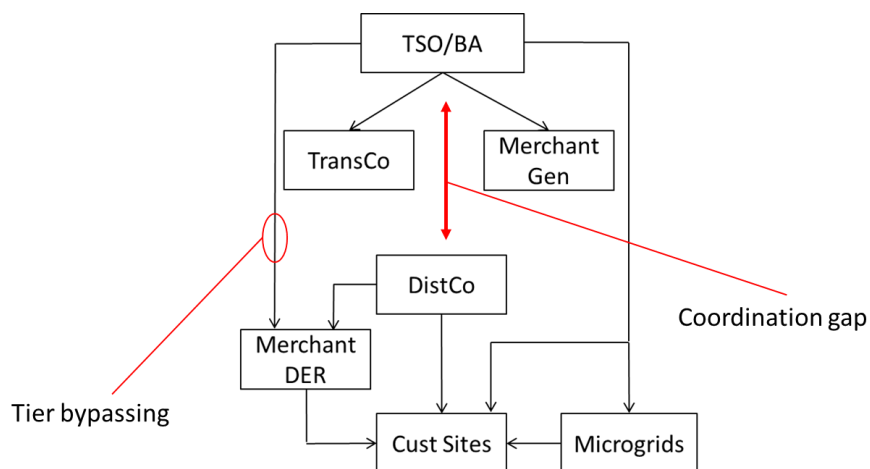 TSO/BA
TransCo
Merchant
Gen
DistCo
Coordination gap
Merchant
DER
Tier bypassing
Cust Sites
Microgrids